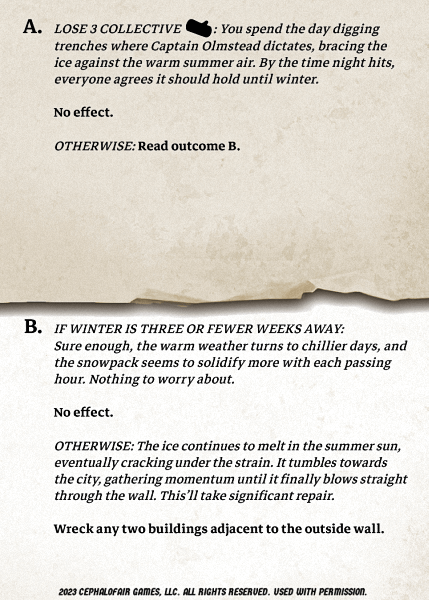 A. LOSE 3 COLLECTIVE : You spend the day digging
trenches where Captain Olmstead dictates, bracing the
ice against the warm summer air. By the time night hits,
everyone agrees it should hold until winter.
No effect.
OTHERWISE: Read outcome B.
B. IF WINTER IS THREE OR FEWER WEEKS AWAY:
Sure enough, the warm weather turns to chillier days, and
the snowpack seems to solidify more with each passing
hour. Nothing to worry about.
No effect.
OTHERWISE: The ice continues to melt in the summer sun,
eventually cracking under the strain. It tumbles towards
the city, gathering momentum until it finally blows straight
through the wall. This'll take significant repair.
Wreck any two buildings adjacent to the outside wall.
2023 CEPHALOFAIR GAMES, LLC. ALL RIGHTS RESERVED. USED WITH PERMISSION.